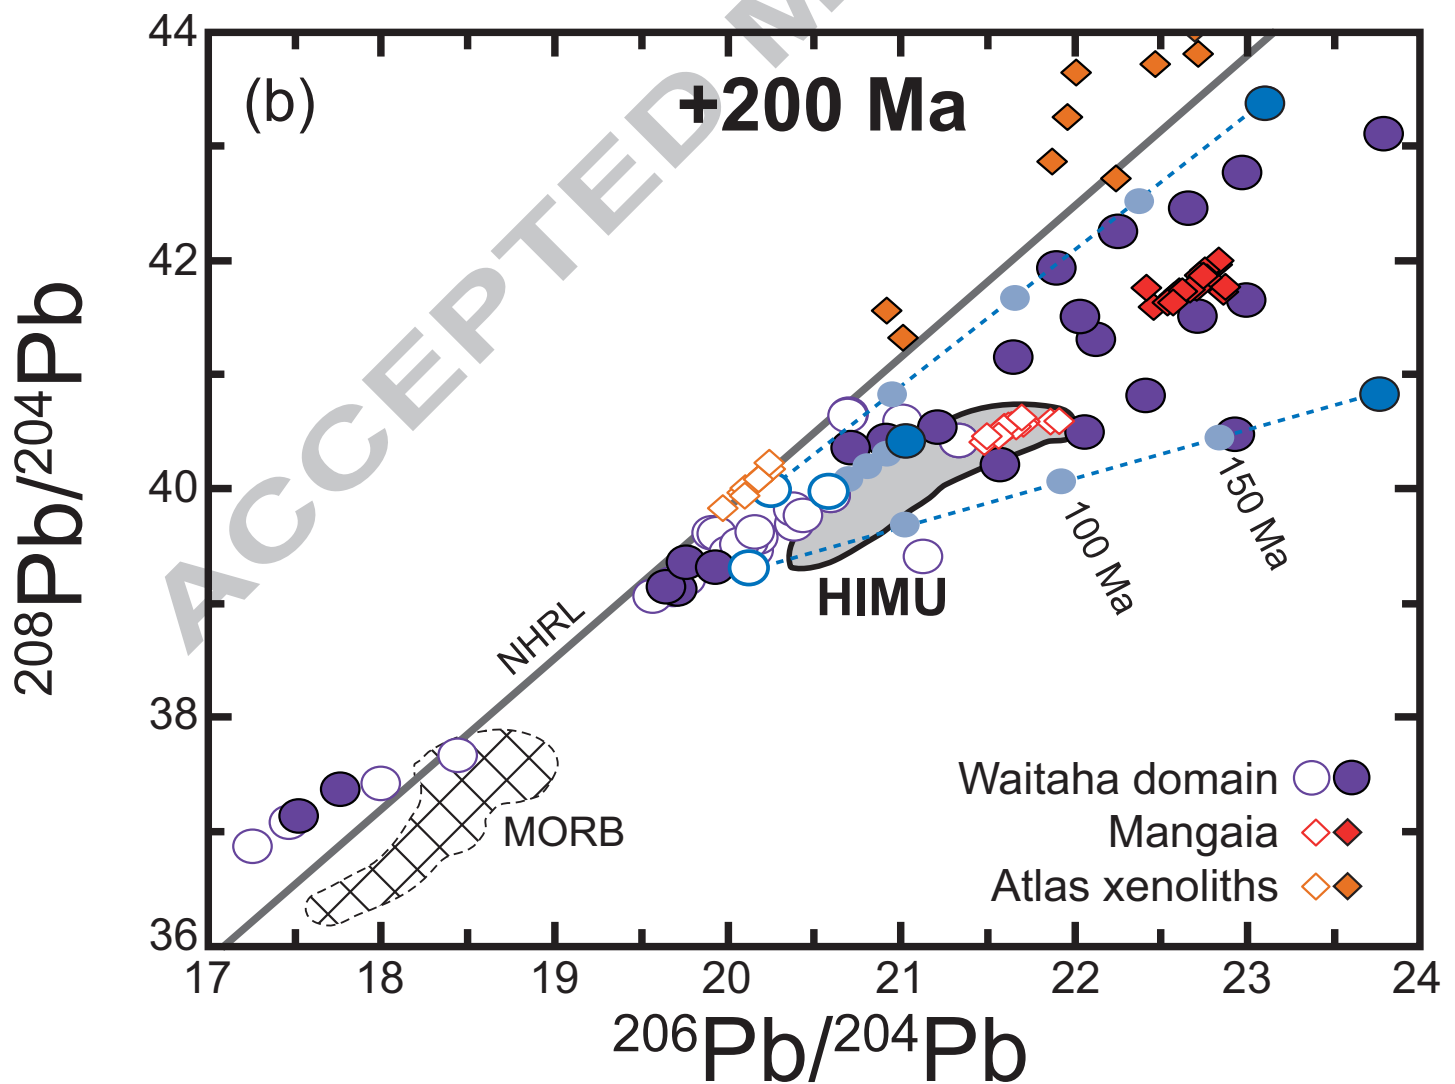 ACCEPTED M
44
(b)
+200 Ma
42
40
38
36
208Pb/204Pb
NHRL
HIMU
100 Ma
150 Ma
MORB
Waitaha domain
Mangaia
Atlas xenoliths
17 18 19 20 21 22 23 24
206Pb/204Pb